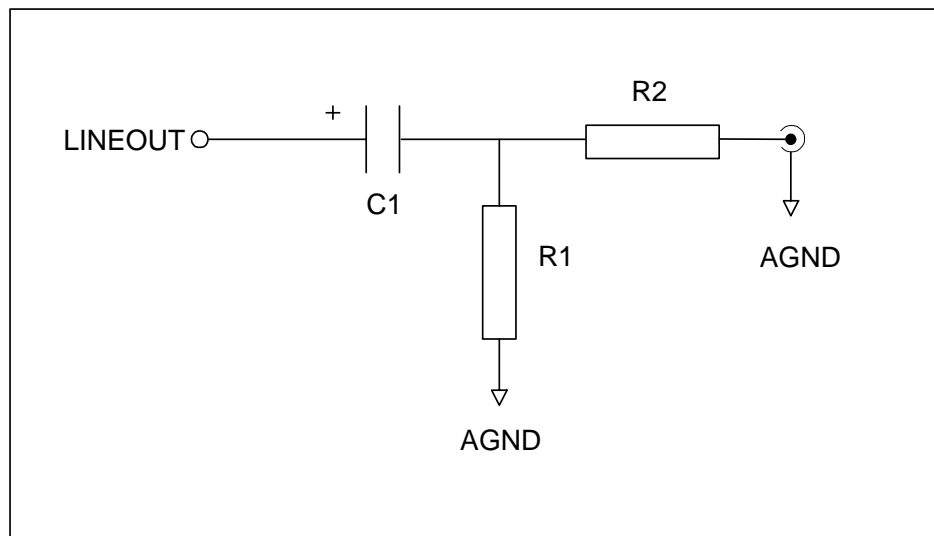 R2
+
LINEOUT
C1
R1
AGND
AGND